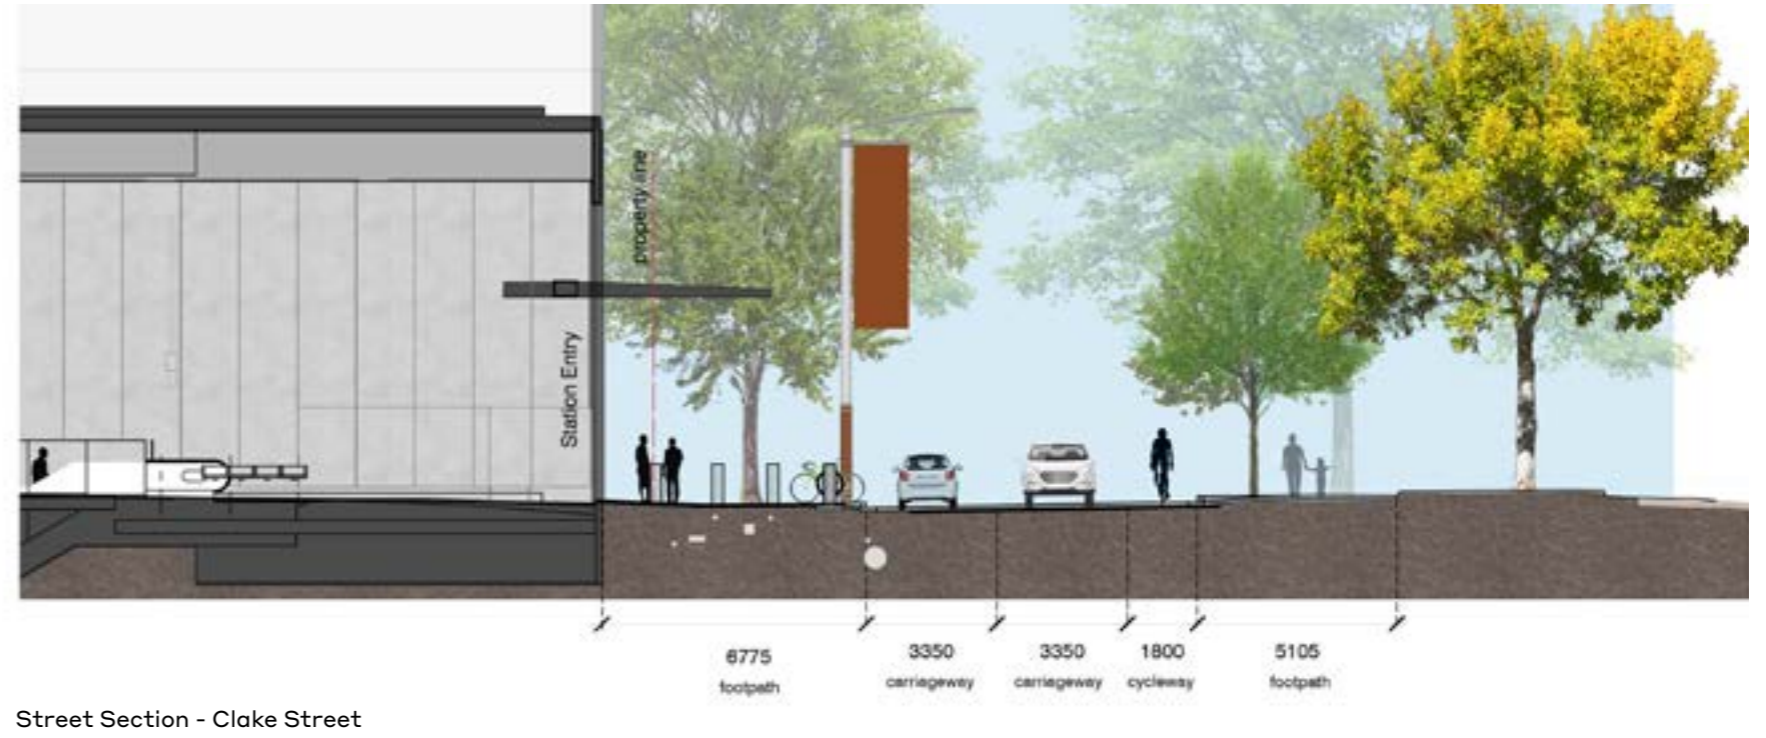 property line
Station Entry
6775
footpath
3350
carriageway
3350
carriageway
1800
cycleway
5105
footpath
Street Section - Clake Street